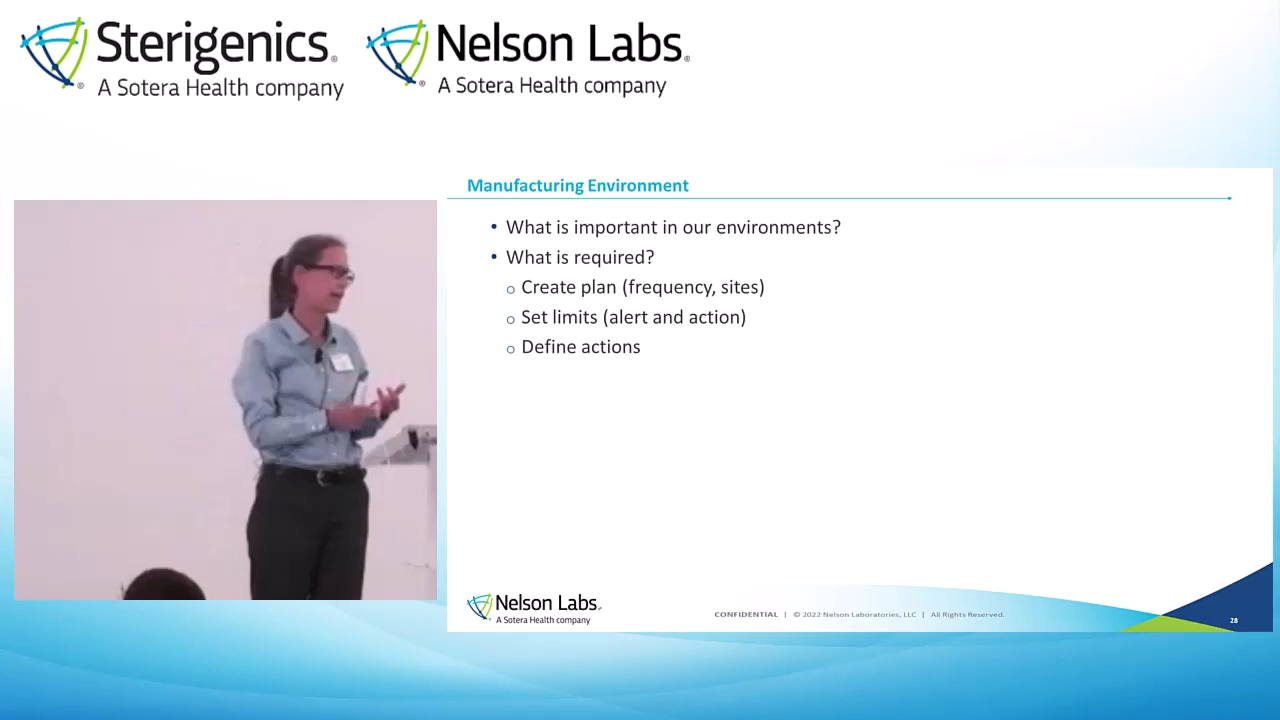 Sterigenics®
A Sotera Health company
Nelson Labs®
A Sotera Health company
Manufacturing Environment
• What is important in our environments?
• What is required?
o Create plan (frequency, sites)
o Set limits (alert and action)
o Define actions
Nelson Labs
A Sotera Health company
CONFIDENTIAL | © 2022 Nelson Laboratories, LLC | All Rights Reserved.
28